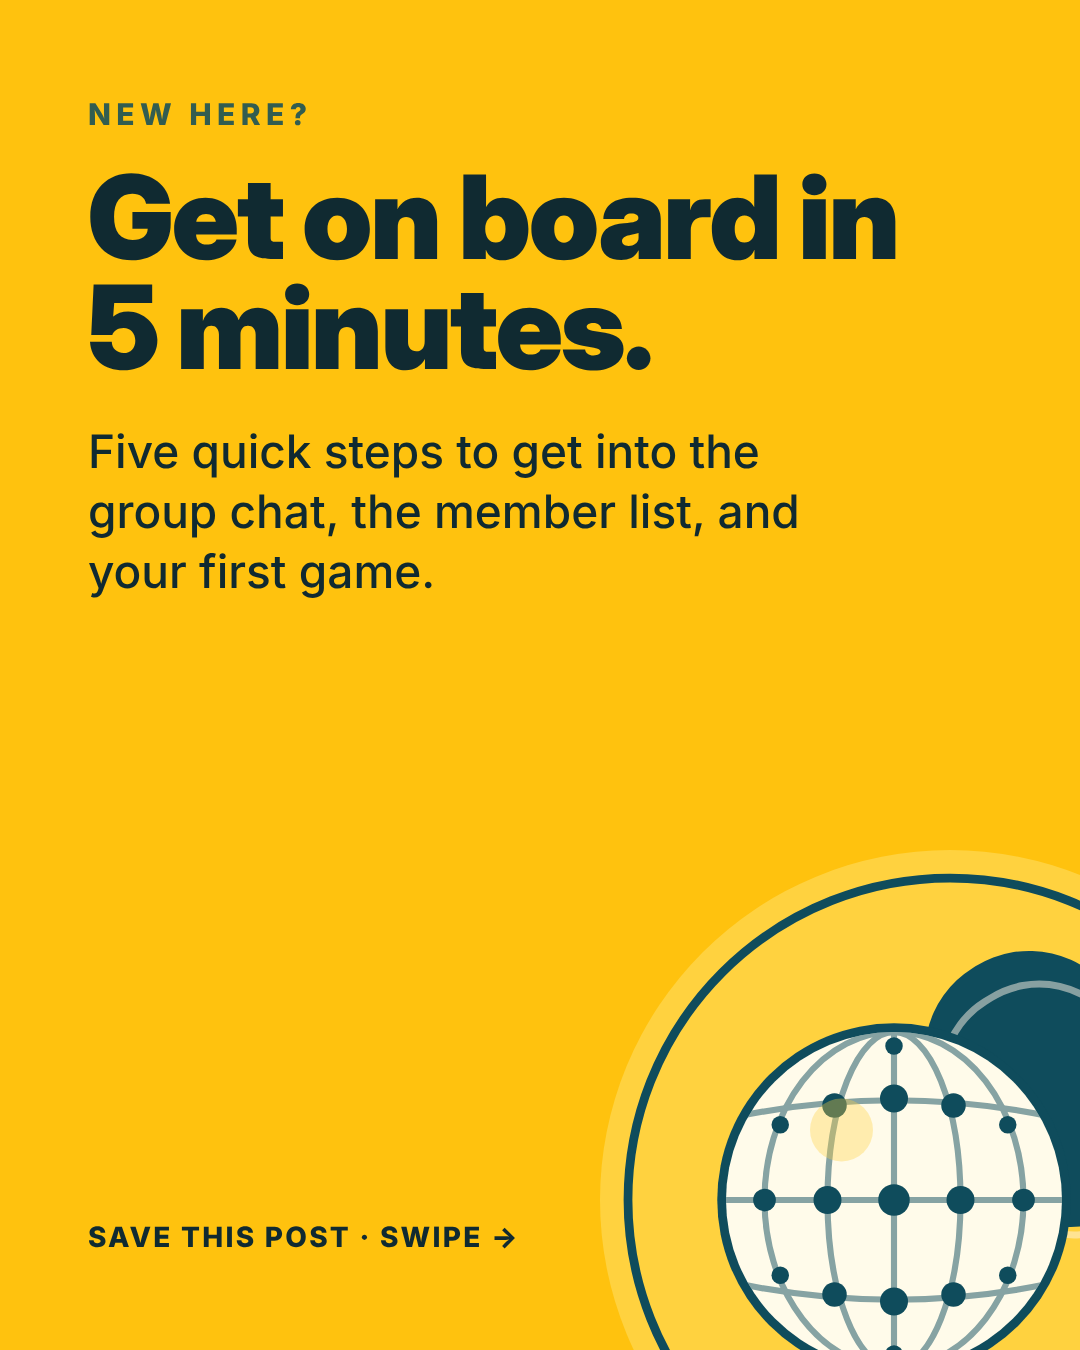 NEW HERE?
Get on board in
5 minutes.
Five quick steps to get into the
group chat, the member list, and
your first game.
SAVE THIS POST · SWIPE →